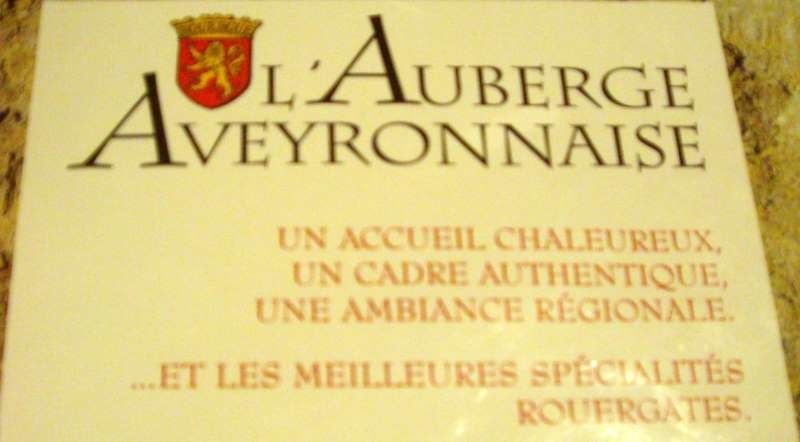 L'AUBERGE
AVEYRONNAISE
UN ACCUEIL CHALEUREUX,
UN CADRE AUTHENTIQUE,
UNE AMBIANCE RÉGIONALE.
...ET LES MEILLEURES SPÉCIALITÉS
ROUERGATES.